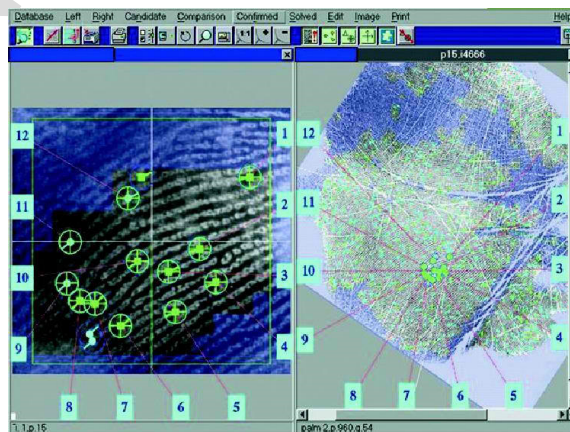 Database Left Right Candidate Comparison Confirmed Solved Edit Image Print Help
p15,i4666
12 1
11 2
10 3
9 4
8 7 6 5
12 1
11 2
10 3
9 4
8 7 6 5
palm 2,p.960,g.54